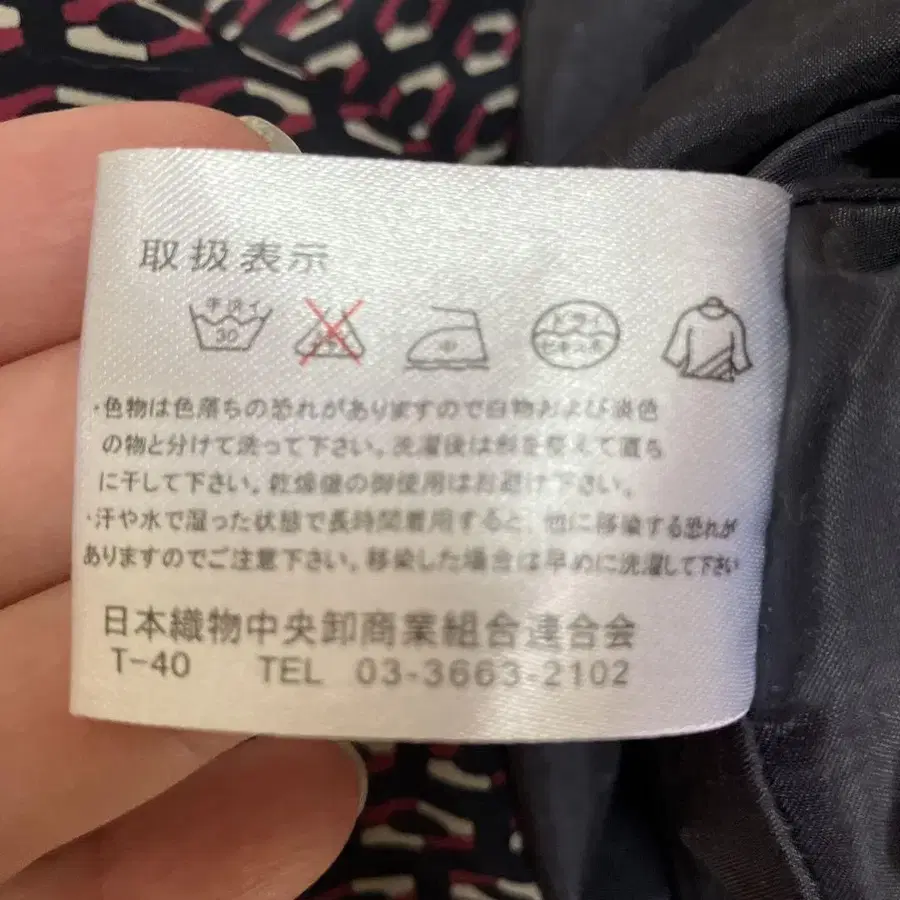 取扱表示
手洗イ
30
ドライ
セキユ系
・色物は色落ちの恐れがありますので白物および淡色
の物と分けて洗って下さい。洗濯後は形を整えて直ち
に干して下さい。乾燥機の御使用はお避け下さい。
・汗や水で湿った状態で長時間着用すると、他に移染する恐れが
ありますのでご注意下さい。移染した場合は早めに洗濯して下さい
日本織物中央卸商業組合連合会
T-40 TEL 03-3663-2102